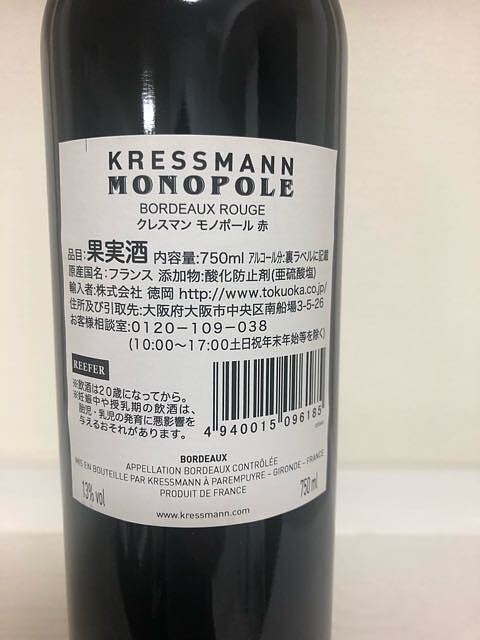 KRESSMANN
MONOPOLE
BORDEAUX ROUGE
クレスマン モノポール 赤
品目:果実酒 内容量:750ml アルコール分:裏ラベルに記載
原産国名:フランス 添加物:酸化防止剤(亜硫酸塩)
輸入者:株式会社 徳岡 http://www.tokuoka.co.jp/
住所及び引取先:大阪府大阪市中央区南船場3-5-26
お客様相談室:0120-109-038
(10:00~17:00土日祝年末年始等を除く)
REEFER
※飲酒は20歳になってから。
※妊娠中や授乳期の飲酒は、
胎児・乳児の発育に悪影響を
与えるおそれがあります。
4 940015 096185
BORDEAUX
APPELLATION BORDEAUX CONTRÔLÉE
MIS EN BOUTEILLE PAR KRESSMANN À PAREMPUYRE – GIRONDE – FRANCE
PRODUIT DE FRANCE
13% vol
750 ml
www.kressmann.com